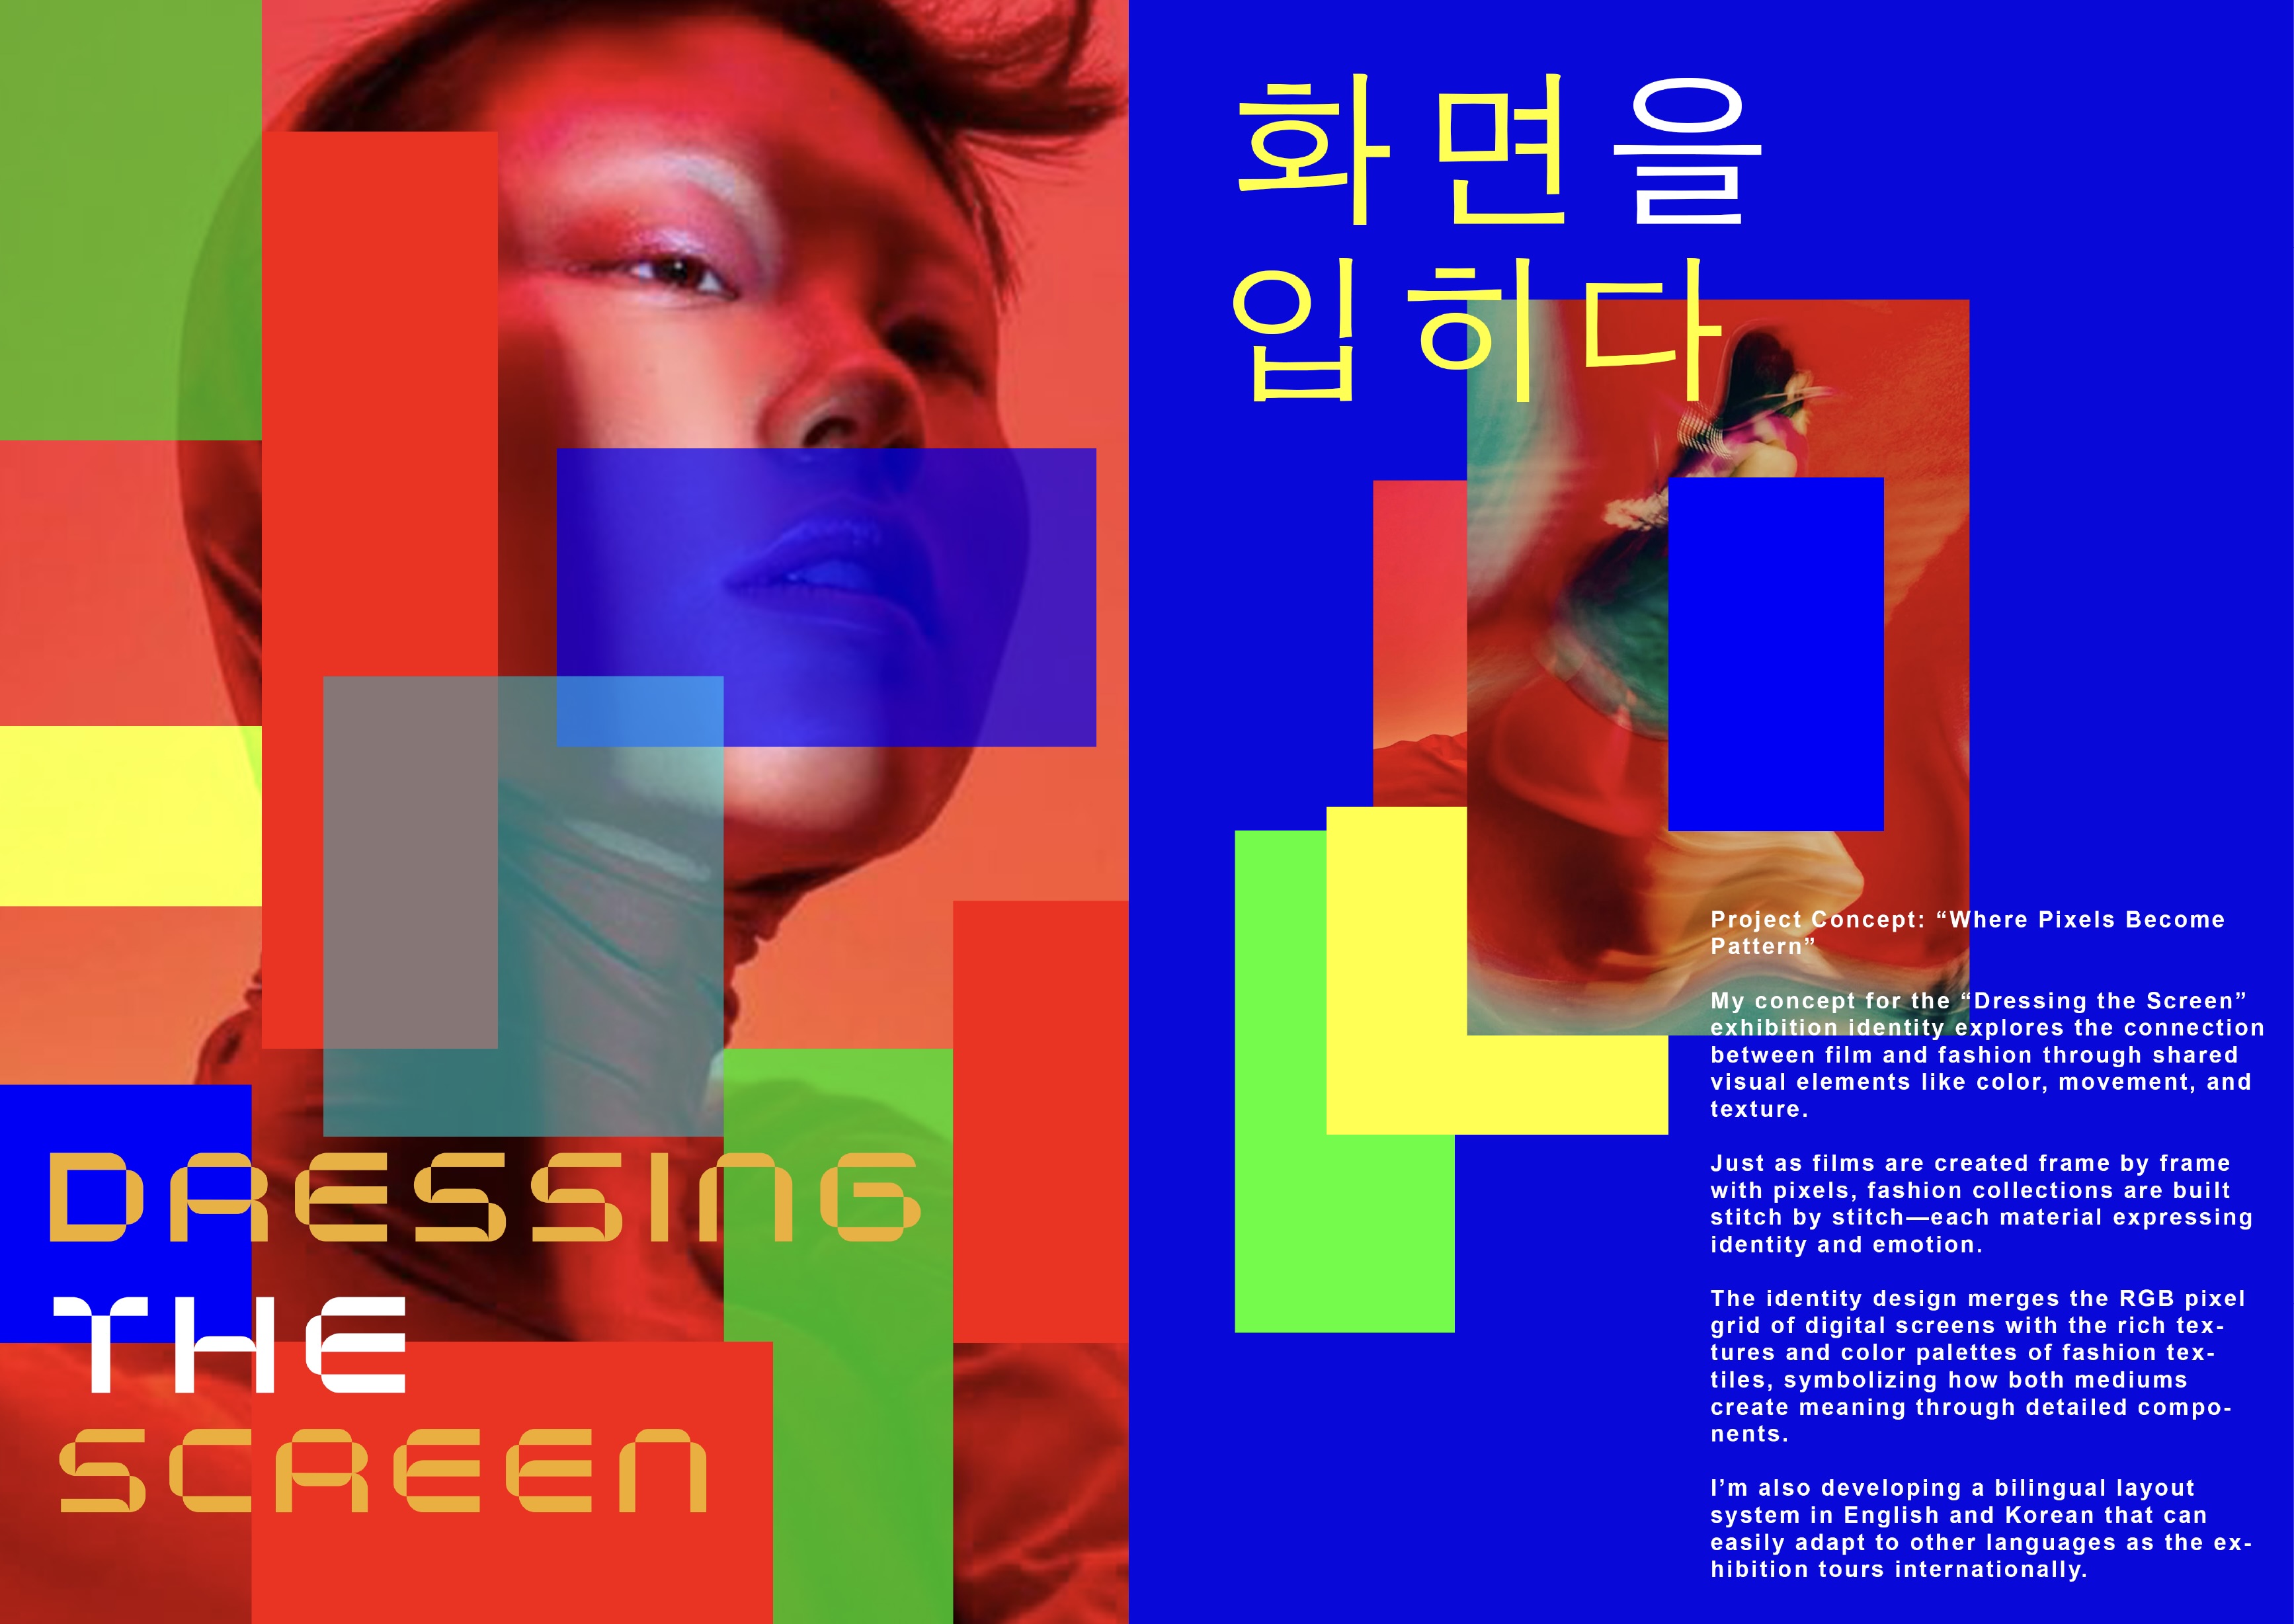 DRESSING
THE
SCREEN
화면을
입히다
Project Concept: “Where Pixels Become
Pattern”
My concept for the “Dressing the Screen”
exhibition identity explores the connection
between film and fashion through shared
visual elements like color, movement, and
texture.
Just as films are created frame by frame
with pixels, fashion collections are built
stitch by stitch—each material expressing
identity and emotion.
The identity design merges the RGB pixel
grid of digital screens with the rich tex-
tures and color palettes of fashion tex-
tiles, symbolizing how both mediums
create meaning through detailed compo-
nents.
I’m also developing a bilingual layout
system in English and Korean that can
easily adapt to other languages as the ex-
hibition tours internationally.